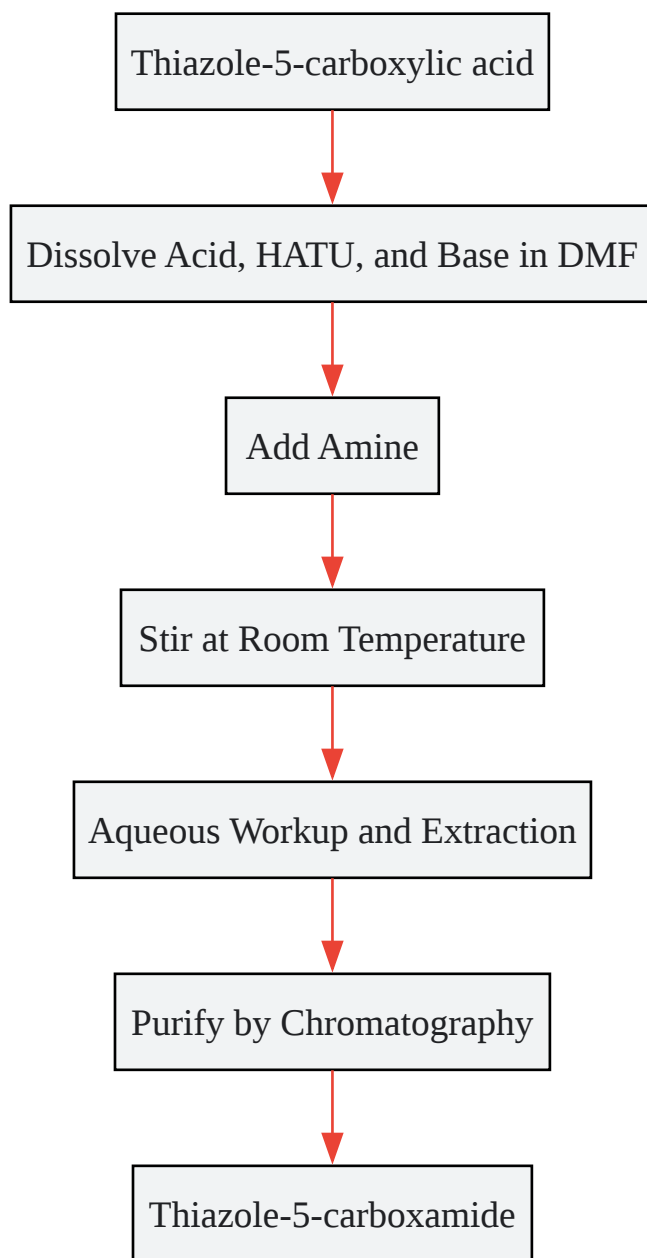 Thiazole-5-carboxylic acid
Dissolve Acid, HATU, and Base in DMF
Add Amine
Stir at Room Temperature
Aqueous Workup and Extraction
Purify by Chromatography
Thiazole-5-carboxamide